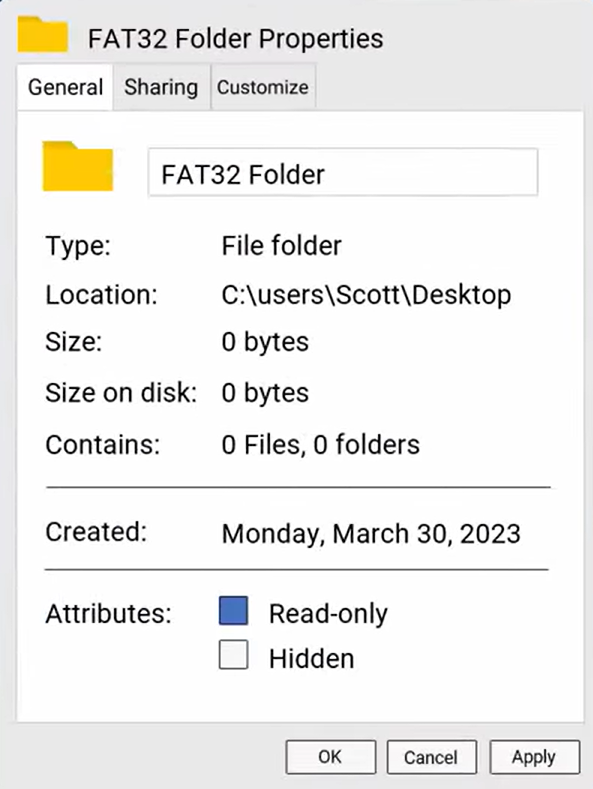 FAT32 Folder Properties
General Sharing Customize
FAT32 Folder
Type: File folder
Location: C:\users\Scott\Desktop
Size: 0 bytes
Size on disk: 0 bytes
Contains: 0 Files, 0 folders
Created: Monday, March 30, 2023
Attributes: Read-only
Hidden
OK Cancel Apply